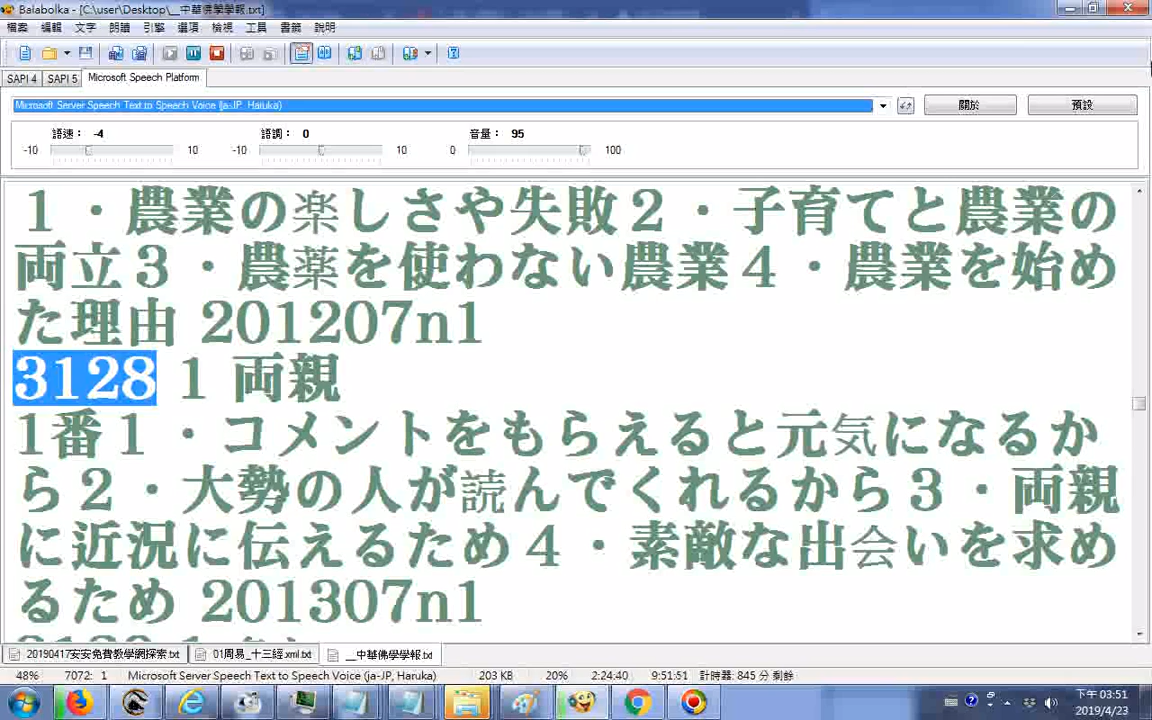 Balabolka - [C:\user\Desktop\__中華佛學學報.txt]
檔案 編輯 文字 朗讀 引擎 選項 檢視 工具 書籤 說明
SAPI 4 SAPI 5 Microsoft Speech Platform
Microsoft Server Speech Text to Speech Voice (ja-JP, Haruka) 關於 預設
語速： -4 語調： 0 音量： 95
-10 10 -10 10 0 100
１・農業の楽しさや失敗２・子育てと農業の
両立３・農薬を使わない農業４・農業を始め
た理由 201207n1
3128 1 両親
1番１・コメントをもらえると元気になるか
ら２・大勢の人が読んでくれるから３・両親
に近況に伝えるため４・素敵な出会いを求め
るため 201307n1
20190417安安免費教學網探索.txt 01周易_十三經.xml.txt __中華佛學學報.txt
48% 7072: 1 Microsoft Server Speech Text to Speech Voice (ja-JP, Haruka) 203 KB 20% 2:24:40 9:51:51 計時器: 845 分 剩餘
下午 03:51
2019/4/23